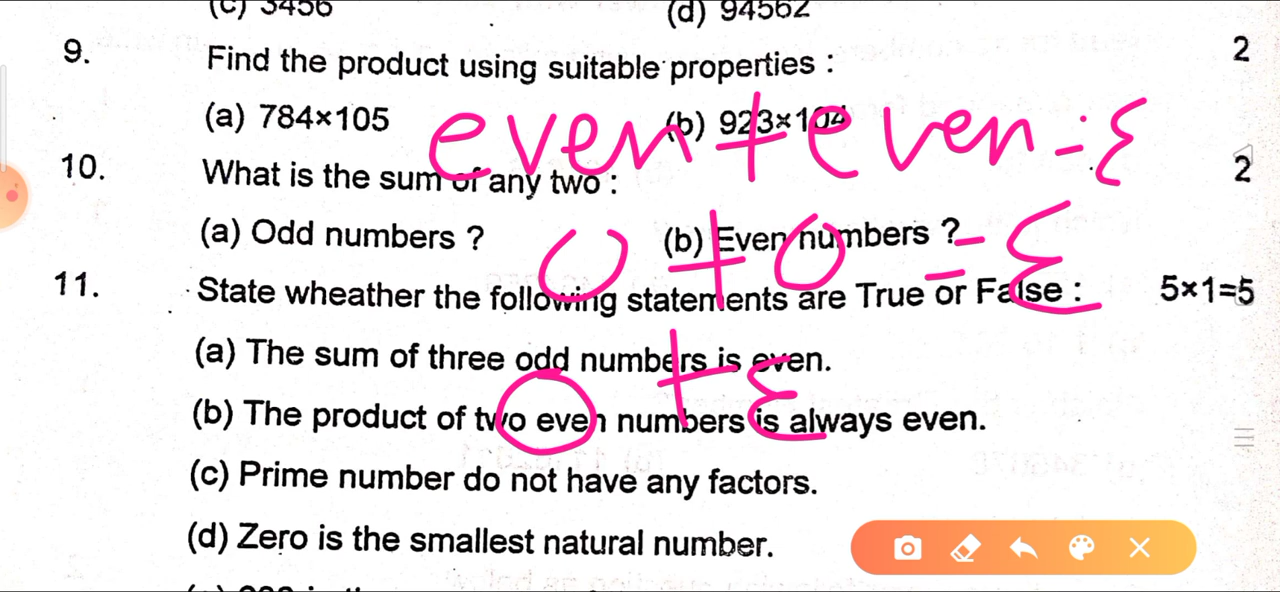 (c) 3456 (d) 94562
9. Find the product using suitable properties : 2
(a) 784×105 (b) 923×104
even + even = ε
10. What is the sum of any two : 2
(a) Odd numbers ? (b) Even numbers ?
O + O = ε
11. State wheather the following statements are True or False : 5×1=5
(a) The sum of three odd numbers is even.
O + ε
(b) The product of two even numbers is always even.
(c) Prime number do not have any factors.
(d) Zero is the smallest natural number.